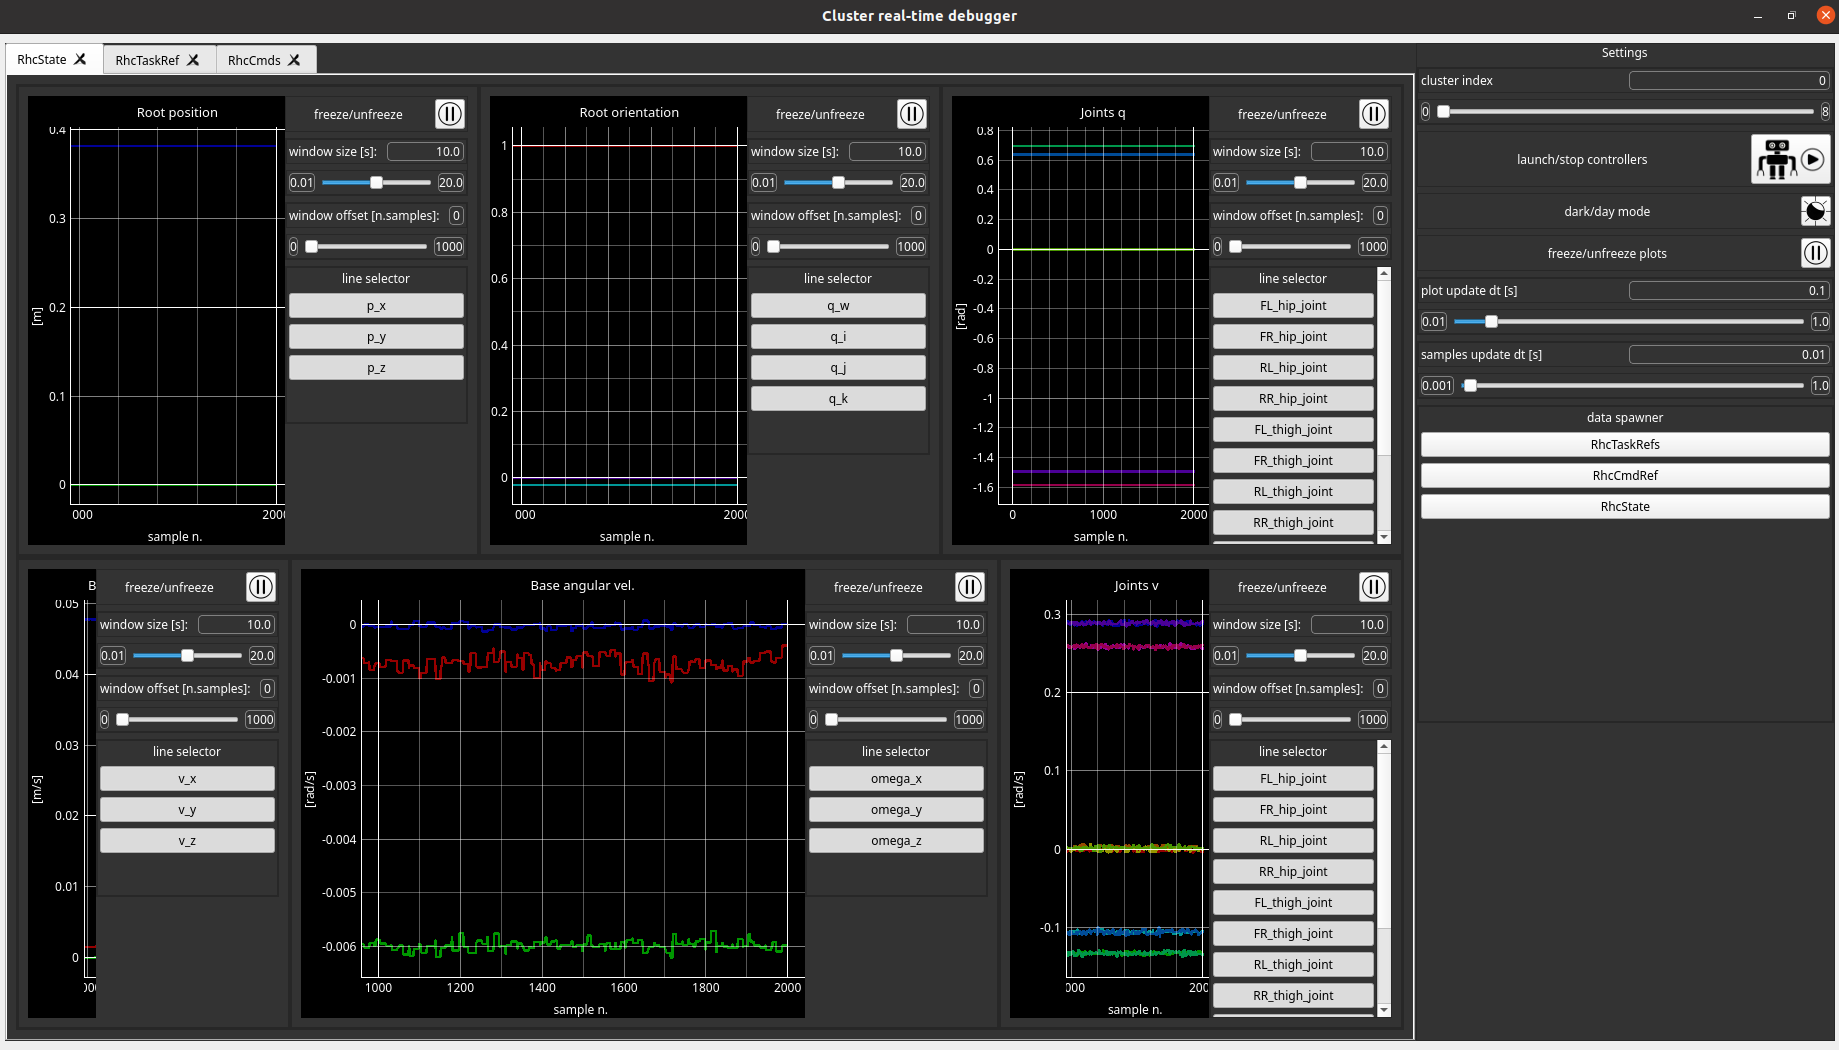 Cluster real-time debugger
RhcState
RhcTaskRef
RhcCmds
Root position
0.4
0.3
0.2
0.1
0
[m]
000
2000
sample n.
freeze/unfreeze
window size [s]:
10.0
0.01
20.0
window offset [n.samples]:
0
0
1000
line selector
p_x
p_y
p_z
Root orientation
1
0.8
0.6
0.4
0.2
0
000
2000
sample n.
freeze/unfreeze
window size [s]:
10.0
0.01
20.0
window offset [n.samples]:
0
0
1000
line selector
q_w
q_i
q_j
q_k
Joints q
0.8
0.6
0.4
0.2
0
-0.2
-0.4
-0.6
-0.8
-1
-1.2
-1.4
-1.6
[rad]
0
1000
2000
sample n.
freeze/unfreeze
window size [s]:
10.0
0.01
20.0
window offset [n.samples]:
0
0
1000
line selector
FL_hip_joint
FR_hip_joint
RL_hip_joint
RR_hip_joint
FL_thigh_joint
FR_thigh_joint
RL_thigh_joint
RR_thigh_joint
B
0.05
0.04
0.03
0.02
0.01
0
[m/s]
freeze/unfreeze
window size [s]:
10.0
0.01
20.0
window offset [n.samples]:
0
0
1000
line selector
v_x
v_y
v_z
Base angular vel.
0
-0.001
-0.002
-0.003
-0.004
-0.005
-0.006
[rad/s]
1000
1200
1400
1600
1800
2000
sample n.
freeze/unfreeze
window size [s]:
10.0
0.01
20.0
window offset [n.samples]:
0
0
1000
line selector
omega_x
omega_y
omega_z
Joints v
0.3
0.2
0.1
0
-0.1
[rad/s]
000
200
sample n.
freeze/unfreeze
window size [s]:
10.0
0.01
20.0
window offset [n.samples]:
0
0
1000
line selector
FL_hip_joint
FR_hip_joint
RL_hip_joint
RR_hip_joint
FL_thigh_joint
FR_thigh_joint
RL_thigh_joint
RR_thigh_joint
Settings
cluster index
0
0
8
launch/stop controllers
dark/day mode
freeze/unfreeze plots
plot update dt [s]
0.1
0.01
1.0
samples update dt [s]
0.01
0.001
1.0
data spawner
RhcTaskRefs
RhcCmdRef
RhcState